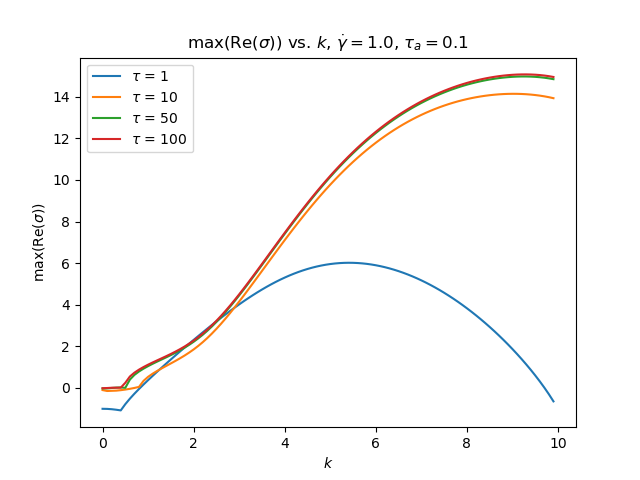 max(Re(σ)) vs. k, γ̇ = 1.0, τₐ = 0.1
τ = 1
τ = 10
τ = 50
τ = 100
max(Re(σ))
14
12
10
8
6
4
2
0
0 2 4 6 8 10
k